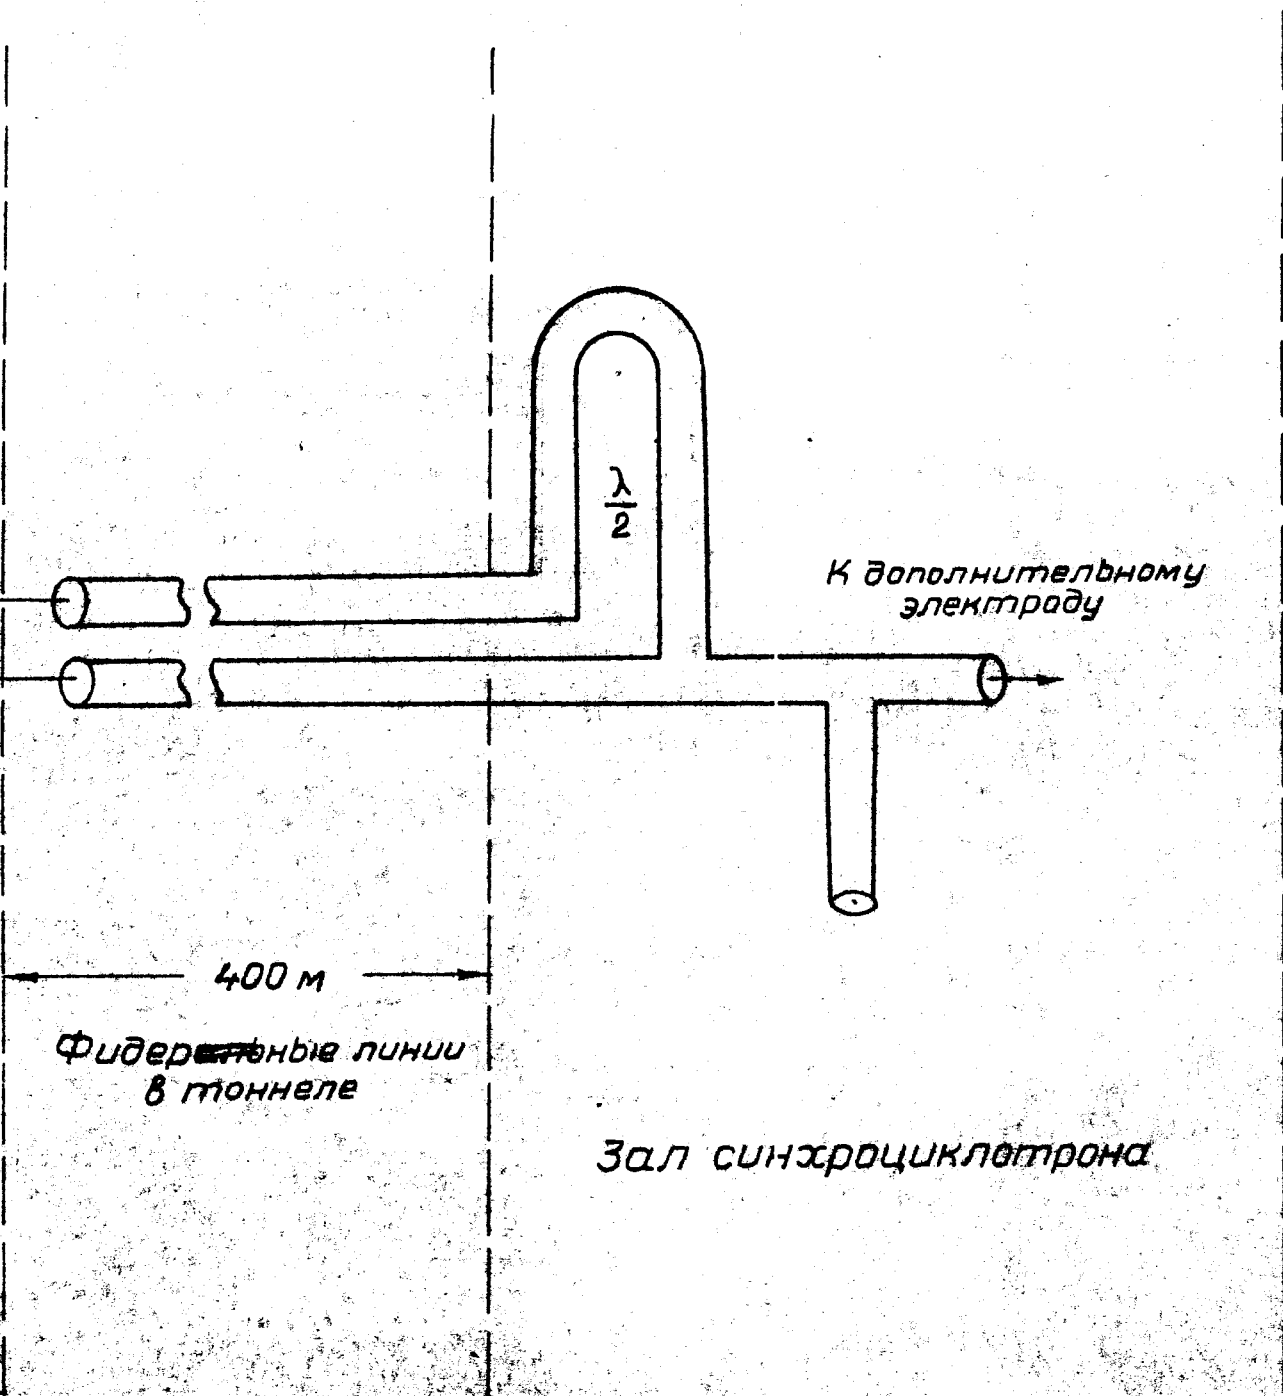 λ
2
К дополнительному
электроду
400 м
Фидерные линии
в тоннеле
Зал синхроциклотрона